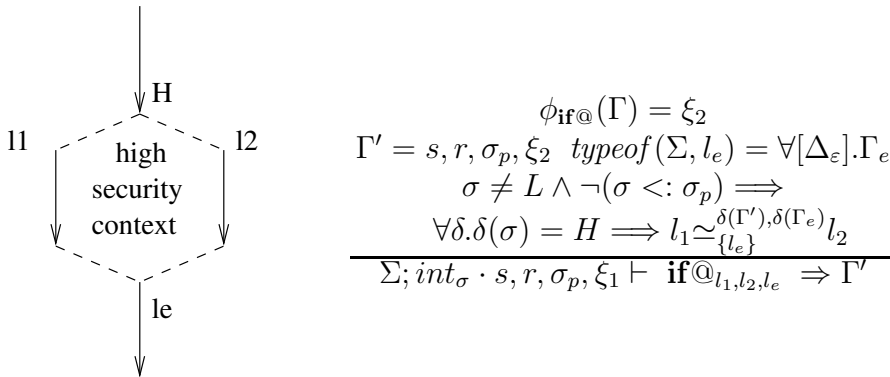 H
l1
l2
high
security
context
le
ϕ_{if@}(Γ) = ξ_2
Γ′ = s, r, σ_p, ξ_2 typeof(Σ, l_e) = ∀[Δ_ε].Γ_e
σ ≠ L ∧ ¬(σ <: σ_p) ⟹
∀δ.δ(σ) = H ⟹ l_1 ≃_{{l_e}}^{δ(Γ′),δ(Γ_e)} l_2
Σ; int_σ · s, r, σ_p, ξ_1 ⊢ if@_{l_1,l_2,l_e} ⇒ Γ′